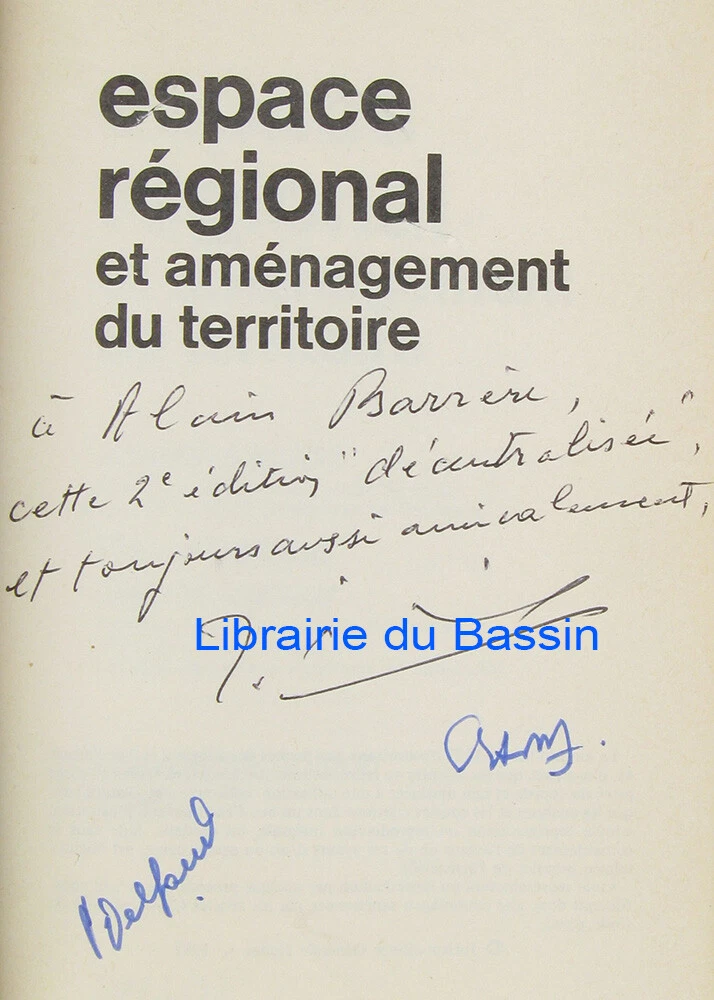 espace
régional
et aménagement
du territoire
à Alain Barrère,
cette 2e édition "décentralisée",
et toujours aussi amicalement,
Librairie du Bassin
Delfaud